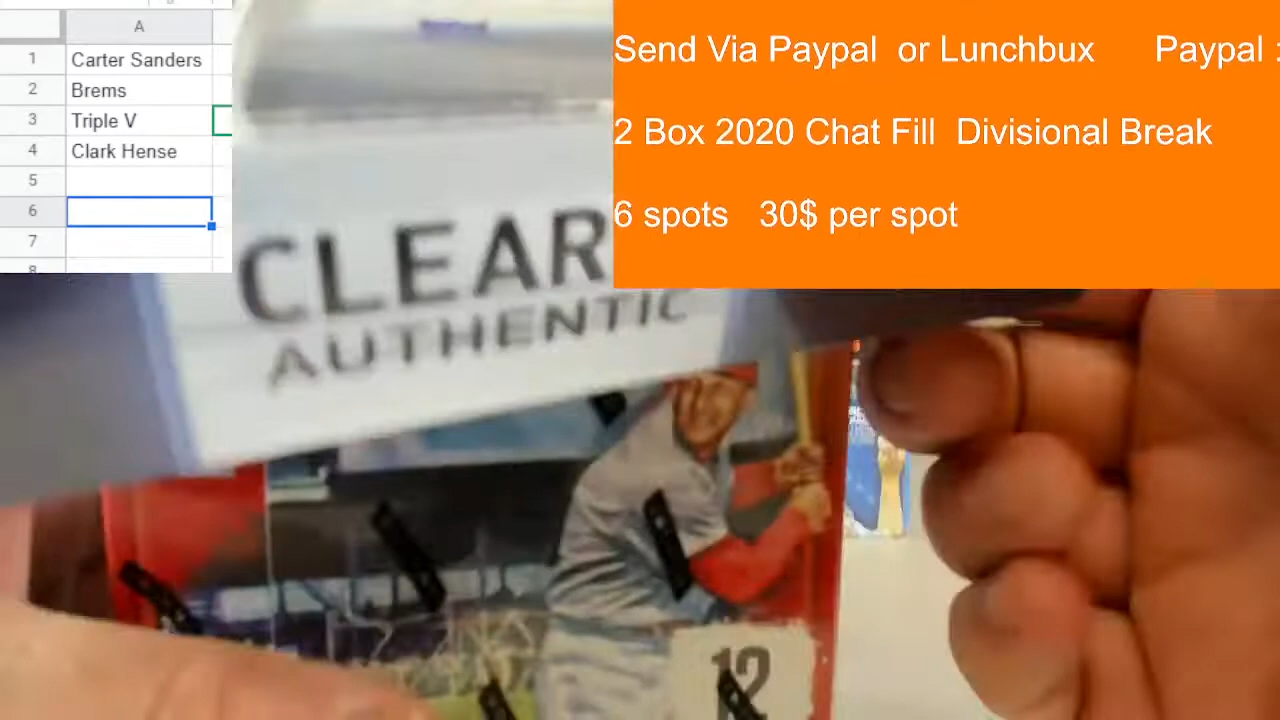 A
1 Carter Sanders
2 Brems
3 Triple V
4 Clark Hense
5
6
7
8
Send Via Paypal or Lunchbux Paypal :
2 Box 2020 Chat Fill Divisional Break
6 spots 30$ per spot
CLEAR
AUTHENTIC
12